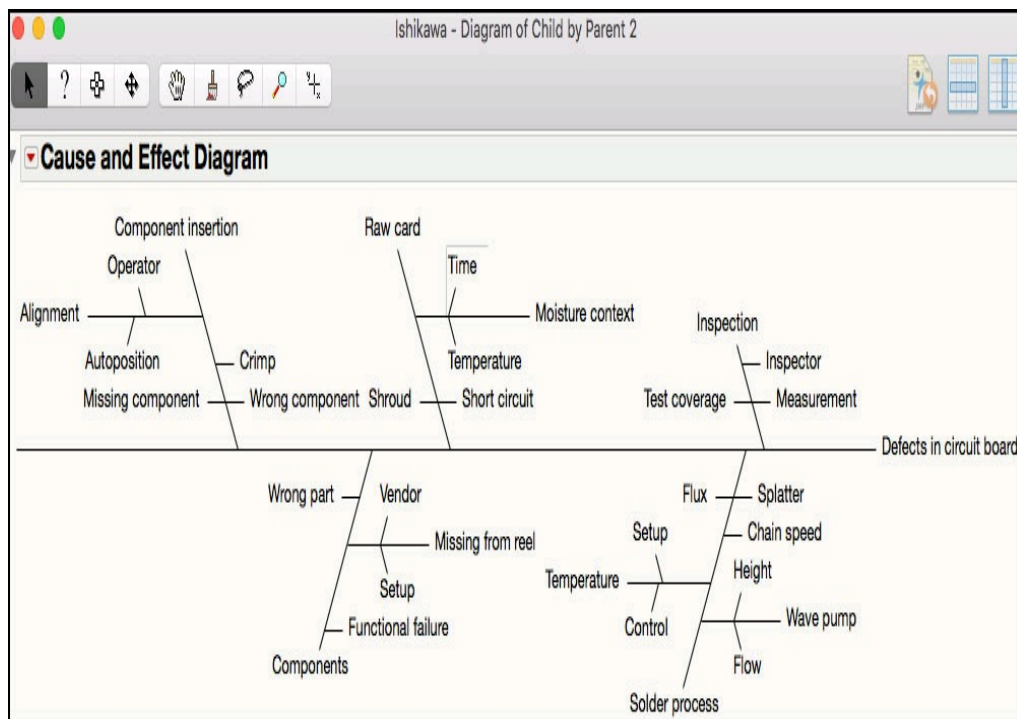 Ishikawa - Diagram of Child by Parent 2
?
Cause and Effect Diagram
Component insertion
Raw card
Operator
Time
Alignment
Moisture context
Inspection
Autoposition
Crimp
Temperature
Inspector
Missing component
Wrong component
Shroud
Short circuit
Test coverage
Measurement
Defects in circuit board
Wrong part
Vendor
Flux
Splatter
Setup
Chain speed
Missing from reel
Height
Temperature
Setup
Control
Wave pump
Functional failure
Flow
Components
Solder process